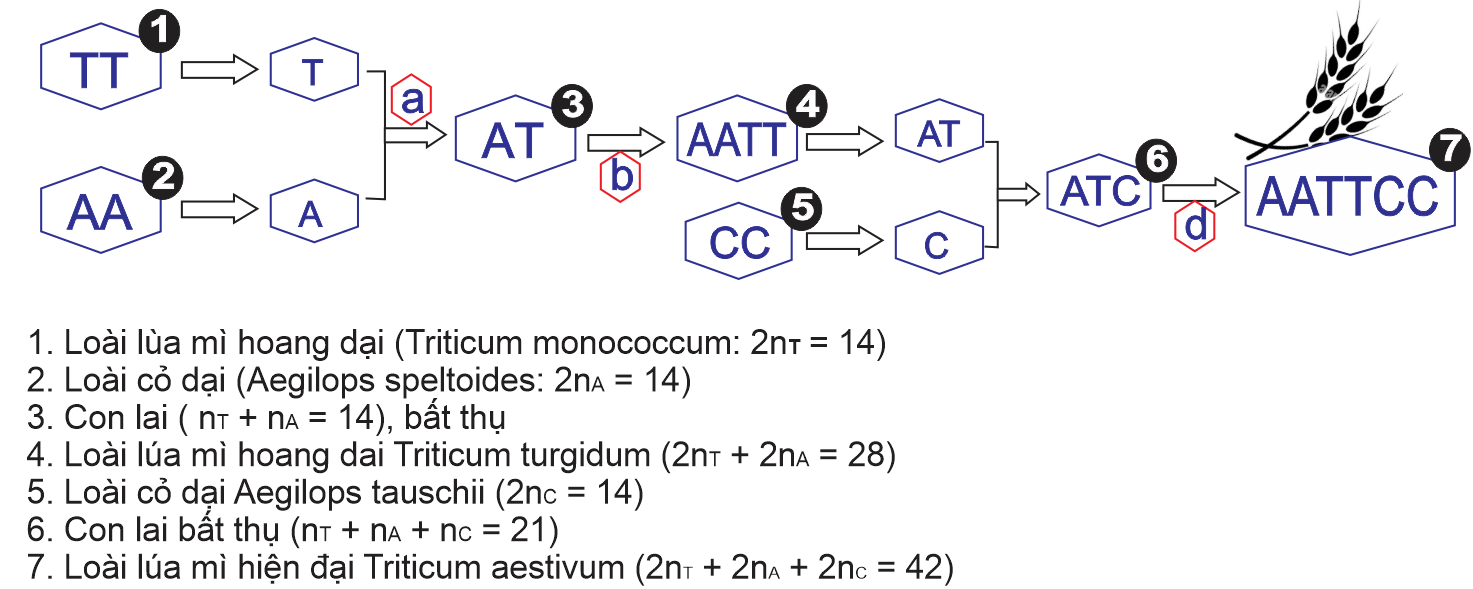 1
TT
T
a
2
AA
A
3
AT
b
4
AATT
AT
5
CC
C
6
ATC
d
7
AATTCC
1. Loài lùa mì hoang dại (Triticum monococcum: 2nT = 14)
2. Loài cỏ dại (Aegilops speltoides: 2nA = 14)
3. Con lai ( nT + nA = 14), bất thụ
4. Loài lúa mì hoang dai Triticum turgidum (2nT + 2nA = 28)
5. Loài cỏ dại Aegilops tauschii (2nC = 14)
6. Con lai bất thụ (nT + nA + nC = 21)
7. Loài lúa mì hiện đại Triticum aestivum (2nT + 2nA + 2nC = 42)